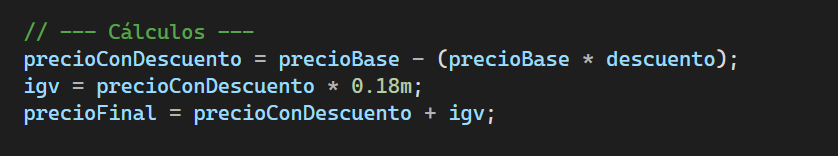 // --- Cálculos ---
precioConDescuento = precioBase - (precioBase * descuento);
igv = precioConDescuento * 0.18m;
precioFinal = precioConDescuento + igv;